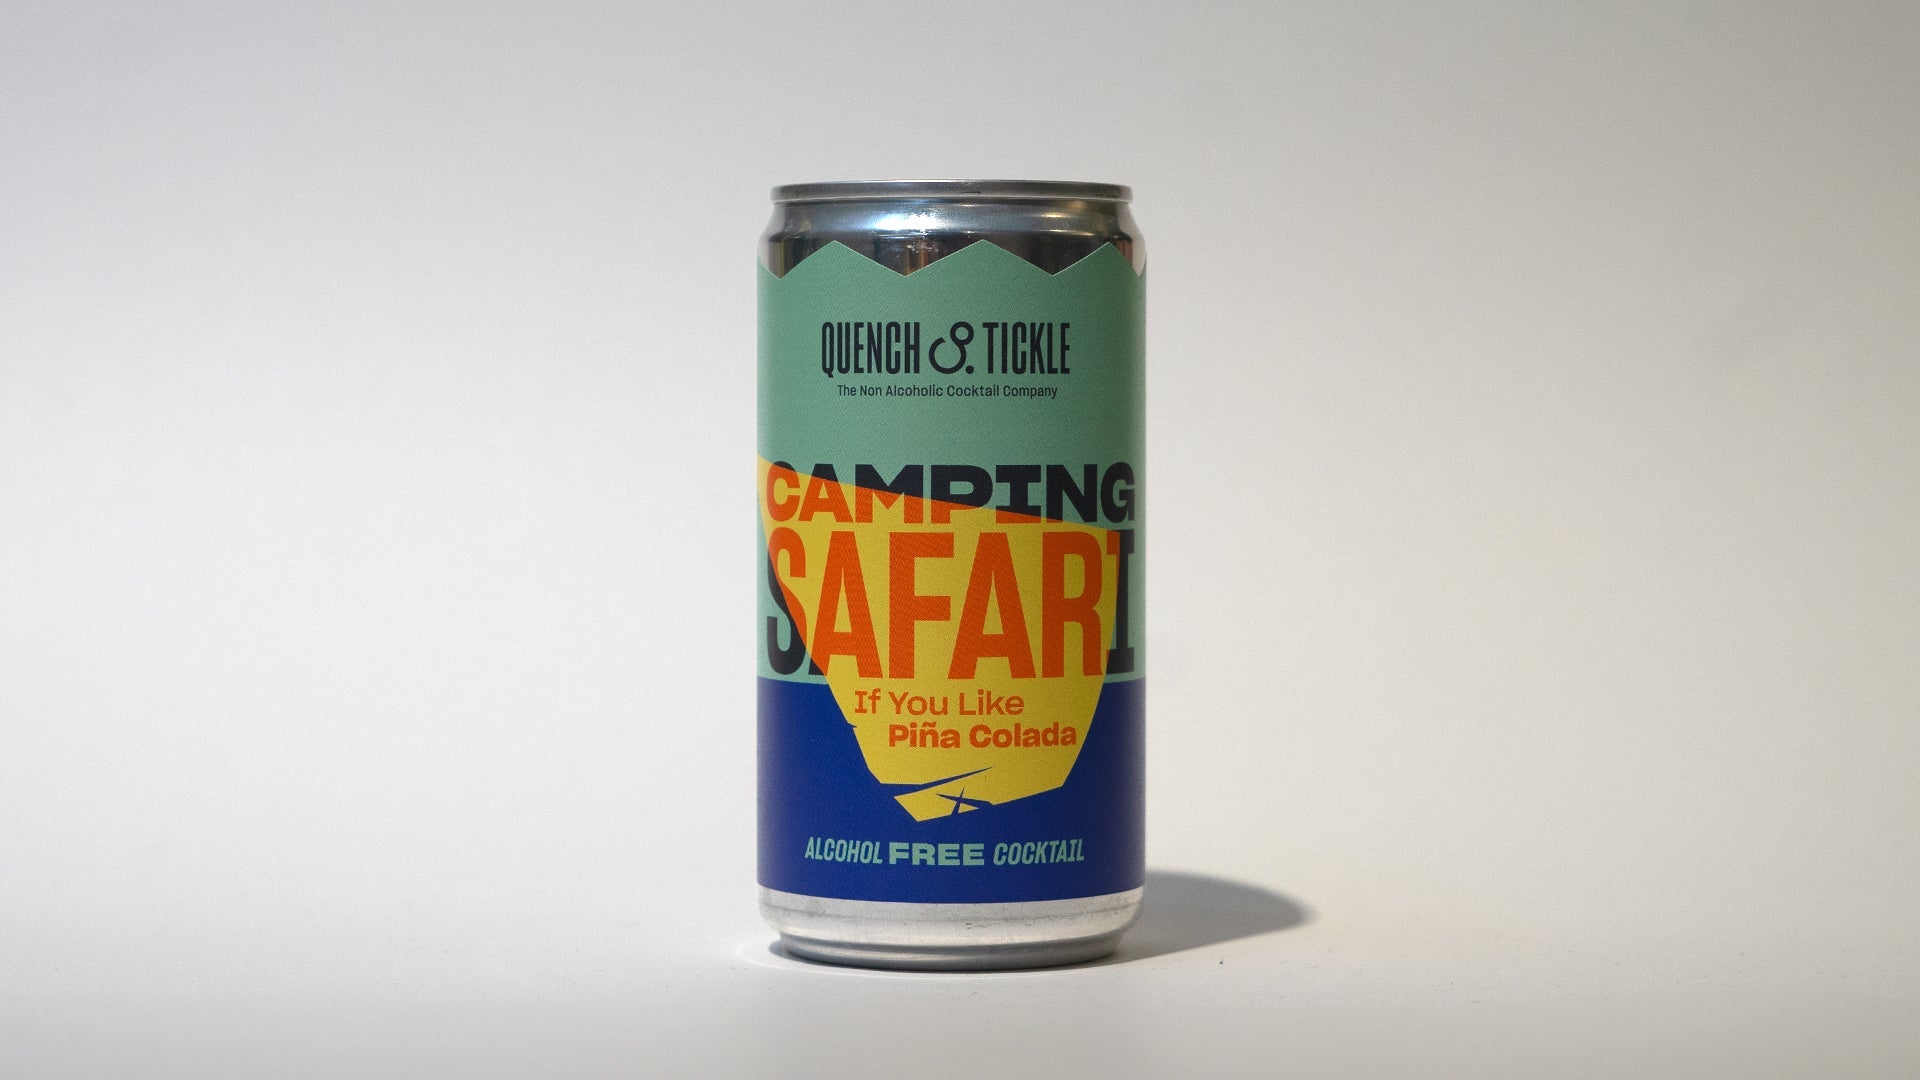 QUENCH & TICKLE
The Non Alcoholic Cocktail Company
CAMPING
SAFARI
If You Like
Piña Colada
ALCOHOL FREE COCKTAIL